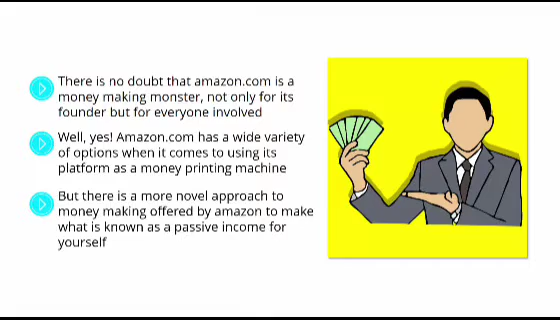 There is no doubt that amazon.com is a
money making monster, not only for its
founder but for everyone involved
Well, yes! Amazon.com has a wide variety
of options when it comes to using its
platform as a money printing machine
But there is a more novel approach to
money making offered by amazon to make
what is known as a passive income for
yourself